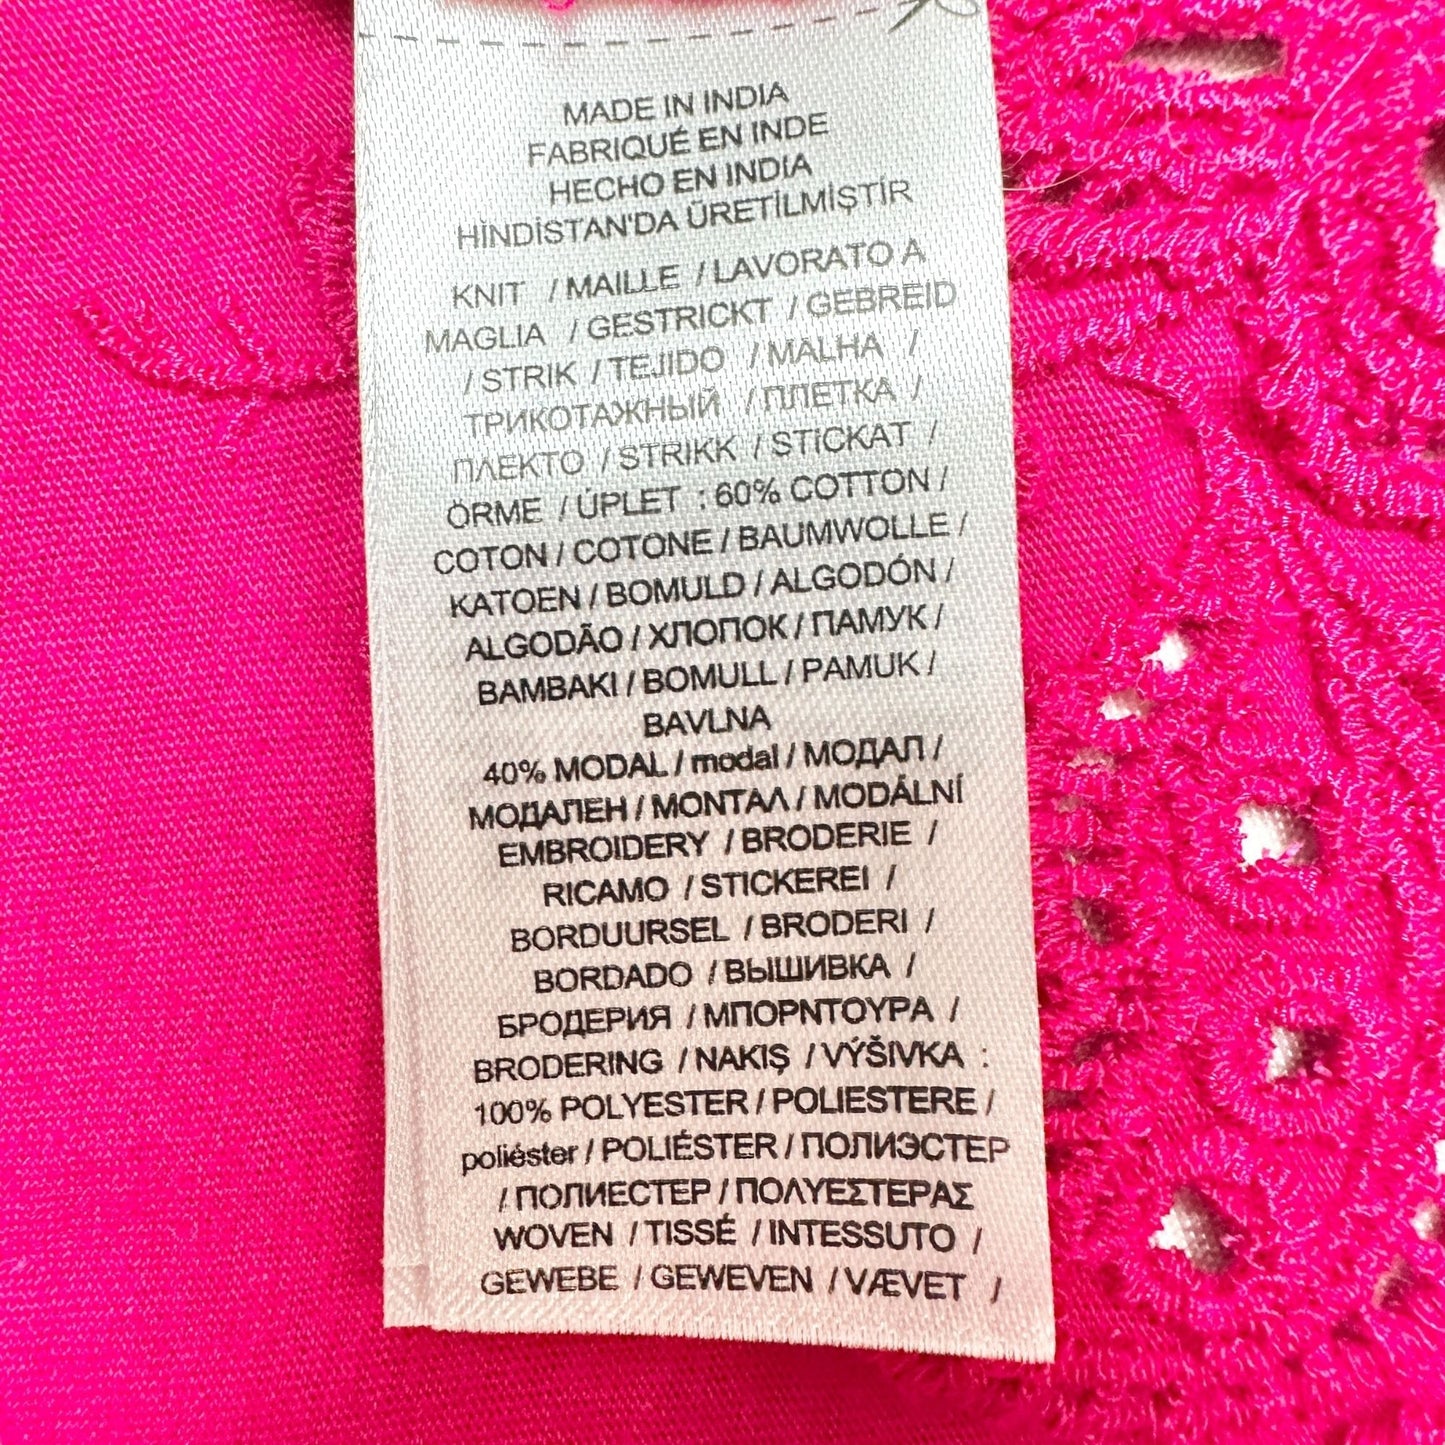 MADE IN INDIA
FABRIQUÉ EN INDE
HECHO EN INDIA
HİNDİSTAN'DA ÜRETİLMİŞTİR
KNIT / MAILLE / LAVORATO A
MAGLIA / GESTRICKT / GEBREID
/ STRIK / TEJIDO / MALHA /
ТРИКОТАЖНЫЙ / ПЛЕТКА /
ΠΛΕΚΤΟ / STRIKK / STICKAT /
ÖRME / ÚPLET : 60% COTTON /
COTON / COTONE / BAUMWOLLE /
KATOEN / BOMULD / ALGODÓN /
ALGODÃO / ХЛОПОК / ПАМУК /
BAMBAKI / BOMULL / PAMUK /
BAVLNA
40% MODAL / modal / МОДАЛ /
МОДАЛЕН / ΜΟΝΤΑΛ / MODÁLNÍ
EMBROIDERY / BRODERIE /
RICAMO / STICKEREI /
BORDUURSEL / BRODERI /
BORDADO / ВЫШИВКА /
БРОДЕРИЯ / ΜΠΟΡΝΤΟΥΡΑ /
BRODERING / NAKIŞ / VÝŠIVKA :
100% POLYESTER / POLIESTERE /
poliéster / POLIÉSTER / ПОЛИЭСТЕР
/ ПОЛИЕСТЕР / ΠΟΛΥΕΣΤΕΡΑΣ
WOVEN / TISSÉ / INTESSUTO /
GEWEBE / GEWEVEN / VÆVET /